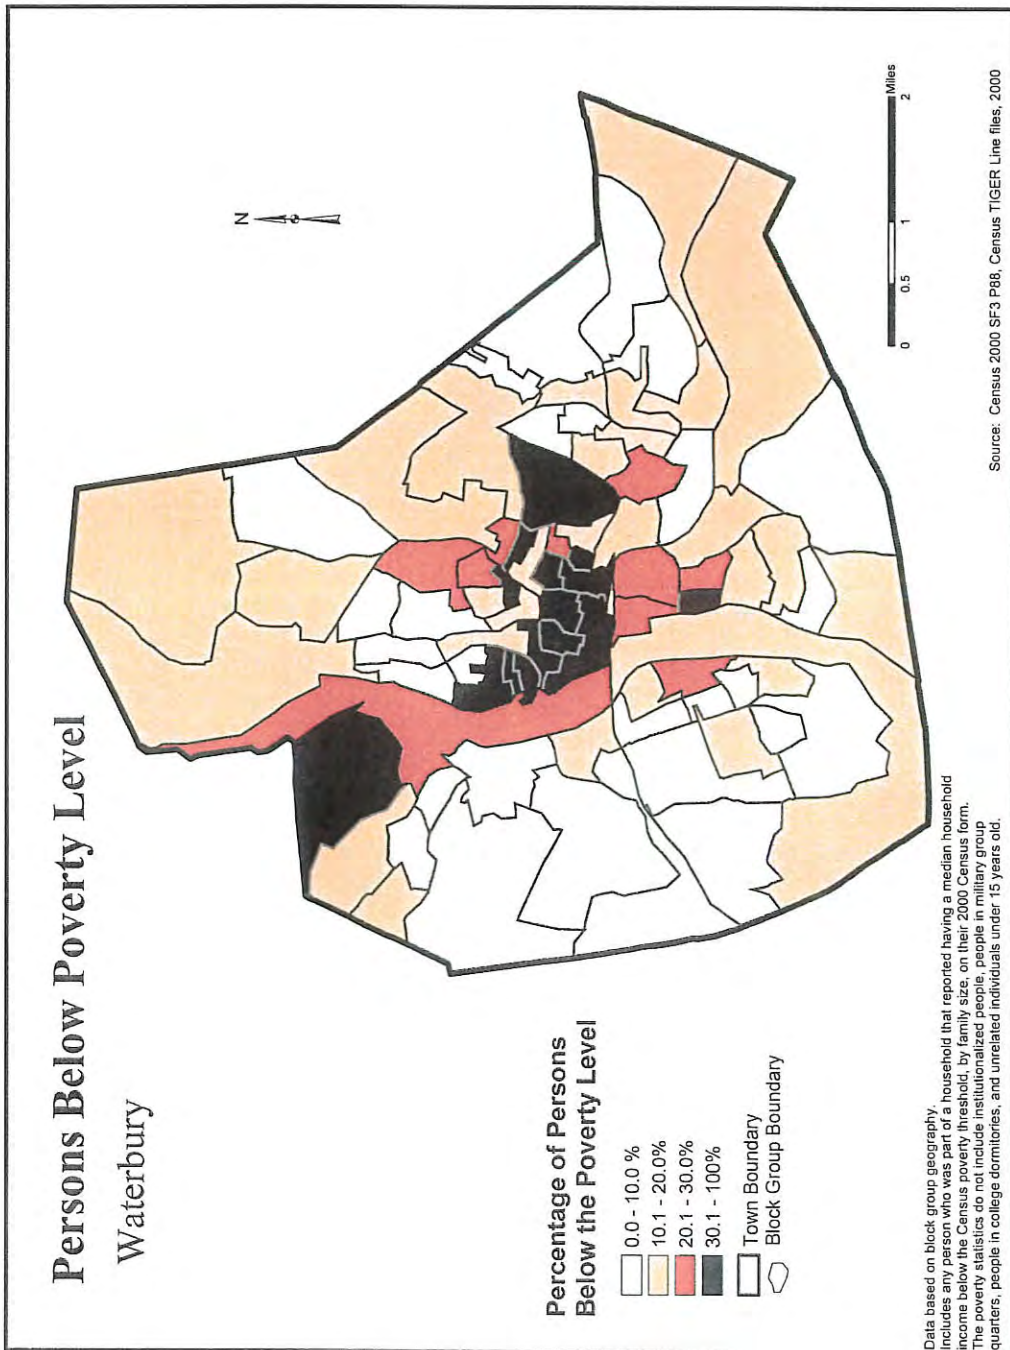 Persons Below Poverty Level
Waterbury
N
Percentage of Persons
Below the Poverty Level
0.0 - 10.0 %
10.1 - 20.0%
20.1 - 30.0%
30.1 - 100%
Town Boundary
Block Group Boundary
0 0.5 1 2 Miles
Data based on block group geography.
Includes any person who was part of a household that reported having a median household
income below the Census poverty threshold, by family size, on their 2000 Census form.
The poverty statistics do not include institutionalized people, people in military group
quarters, people in college dormitories, and unrelated individuals under 15 years old.
Source: Census 2000 SF3 P88, Census TIGER Line files, 2000